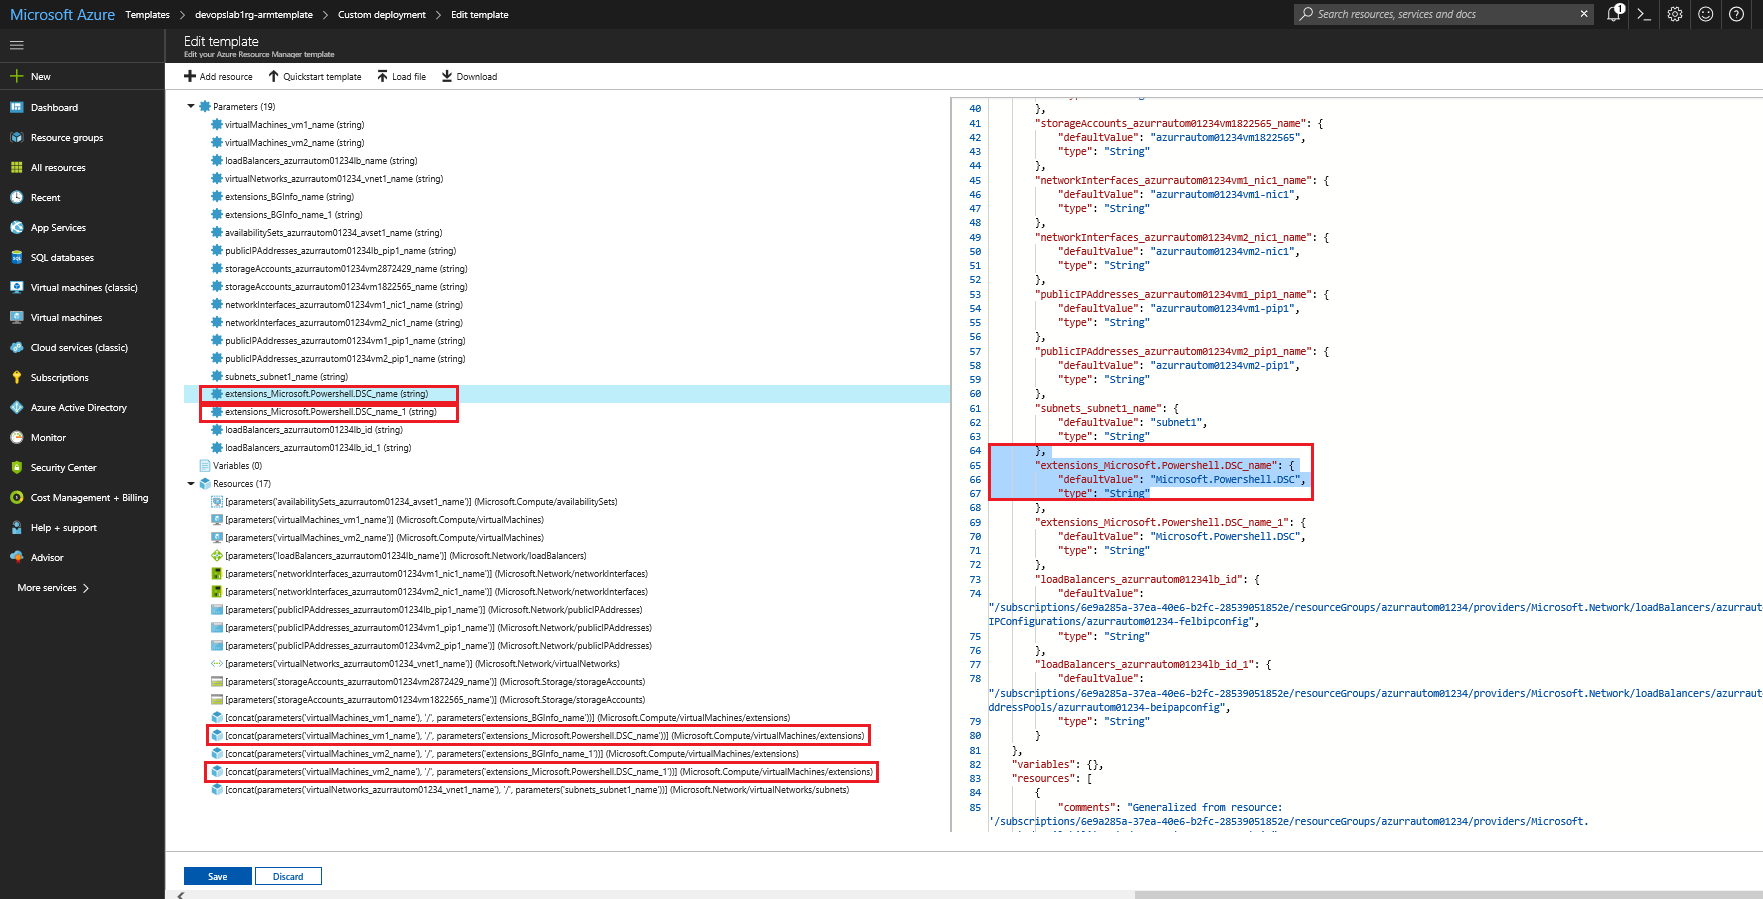 Microsoft Azure Templates > devopslab1rg-armtemplate > Custom deployment > Edit template
Search resources, services and docs
1
Edit template
Edit your Azure Resource Manager template
Add resource Quickstart template Load file Download
New
Dashboard
Resource groups
All resources
Recent
App Services
SQL databases
Virtual machines (classic)
Virtual machines
Cloud services (classic)
Subscriptions
Azure Active Directory
Monitor
Security Center
Cost Management + Billing
Help + support
Advisor
More services >
Parameters (19)
virtualMachines_vm1_name (string)
virtualMachines_vm2_name (string)
loadBalancers_azurrautom01234lb_name (string)
virtualNetworks_azurrautom01234_vnet1_name (string)
extensions_BGInfo_name (string)
extensions_BGInfo_name_1 (string)
availabilitySets_azurrautom01234_avset1_name (string)
publicIPAddresses_azurrautom01234lb_pip1_name (string)
storageAccounts_azurrautom01234vm2872429_name (string)
storageAccounts_azurrautom01234vm1822565_name (string)
networkInterfaces_azurrautom01234vm1_nic1_name (string)
networkInterfaces_azurrautom01234vm2_nic1_name (string)
publicIPAddresses_azurrautom01234vm1_pip1_name (string)
publicIPAddresses_azurrautom01234vm2_pip1_name (string)
subnets_subnet1_name (string)
extensions_Microsoft.Powershell.DSC_name (string)
extensions_Microsoft.Powershell.DSC_name_1 (string)
loadBalancers_azurrautom01234lb_id (string)
loadBalancers_azurrautom01234lb_id_1 (string)
Variables (0)
Resources (17)
[parameters('availabilitySets_azurrautom01234_avset1_name')] (Microsoft.Compute/availabilitySets)
[parameters('virtualMachines_vm1_name')] (Microsoft.Compute/virtualMachines)
[parameters('virtualMachines_vm2_name')] (Microsoft.Compute/virtualMachines)
[parameters('loadBalancers_azurrautom01234lb_name')] (Microsoft.Network/loadBalancers)
[parameters('networkInterfaces_azurrautom01234vm1_nic1_name')] (Microsoft.Network/networkInterfaces)
[parameters('networkInterfaces_azurrautom01234vm2_nic1_name')] (Microsoft.Network/networkInterfaces)
[parameters('publicIPAddresses_azurrautom01234lb_pip1_name')] (Microsoft.Network/publicIPAddresses)
[parameters('publicIPAddresses_azurrautom01234vm1_pip1_name')] (Microsoft.Network/publicIPAddresses)
[parameters('publicIPAddresses_azurrautom01234vm2_pip1_name')] (Microsoft.Network/publicIPAddresses)
[parameters('virtualNetworks_azurrautom01234_vnet1_name')] (Microsoft.Network/virtualNetworks)
[parameters('storageAccounts_azurrautom01234vm2872429_name')] (Microsoft.Storage/storageAccounts)
[parameters('storageAccounts_azurrautom01234vm1822565_name')] (Microsoft.Storage/storageAccounts)
[concat(parameters('virtualMachines_vm1_name'), '/', parameters('extensions_BGInfo_name'))] (Microsoft.Compute/virtualMachines/extensions)
[concat(parameters('virtualMachines_vm1_name'), '/', parameters('extensions_Microsoft.Powershell.DSC_name'))] (Microsoft.Compute/virtualMachines/extensions)
[concat(parameters('virtualMachines_vm2_name'), '/', parameters('extensions_BGInfo_name_1'))] (Microsoft.Compute/virtualMachines/extensions)
[concat(parameters('virtualMachines_vm2_name'), '/', parameters('extensions_Microsoft.Powershell.DSC_name_1'))] (Microsoft.Compute/virtualMachines/extensions)
[concat(parameters('virtualNetworks_azurrautom01234_vnet1_name'), '/', parameters('subnets_subnet1_name'))] (Microsoft.Network/virtualNetworks/subnets)
40 },
41 "storageAccounts_azurrautom01234vm1822565_name": {
42 "defaultValue": "azurrautom01234vm1822565",
43 "type": "String"
44 },
45 "networkInterfaces_azurrautom01234vm1_nic1_name": {
46 "defaultValue": "azurrautom01234vm1-nic1",
47 "type": "String"
48 },
49 "networkInterfaces_azurrautom01234vm2_nic1_name": {
50 "defaultValue": "azurrautom01234vm2-nic1",
51 "type": "String"
52 },
53 "publicIPAddresses_azurrautom01234vm1_pip1_name": {
54 "defaultValue": "azurrautom01234vm1-pip1",
55 "type": "String"
56 },
57 "publicIPAddresses_azurrautom01234vm2_pip1_name": {
58 "defaultValue": "azurrautom01234vm2-pip1",
59 "type": "String"
60 },
61 "subnets_subnet1_name": {
62 "defaultValue": "subnet1",
63 "type": "String"
64 },
65 "extensions_Microsoft.Powershell.DSC_name": {
66 "defaultValue": "Microsoft.Powershell.DSC",
67 "type": "String"
68 },
69 "extensions_Microsoft.Powershell.DSC_name_1": {
70 "defaultValue": "Microsoft.Powershell.DSC",
71 "type": "String"
72 },
73 "loadBalancers_azurrautom01234lb_id": {
74 "defaultValue":
"/subscriptions/6e9a285a-37ea-40e6-b2fc-28539051852e/resourceGroups/azurrautom01234/providers/Microsoft.Network/loadBalancers/azurraut
IPConfigurations/azurrautom01234-felbipconfig",
75 "type": "String"
76 },
77 "loadBalancers_azurrautom01234lb_id_1": {
78 "defaultValue":
"/subscriptions/6e9a285a-37ea-40e6-b2fc-28539051852e/resourceGroups/azurrautom01234/providers/Microsoft.Network/loadBalancers/azurraut
ddressPools/azurrautom01234-beipapconfig",
79 "type": "String"
80 }
81 },
82 "variables": {},
83 "resources": [
84 {
85 "comments": "Generalized from resource:
'/subscriptions/6e9a285a-37ea-40e6-b2fc-28539051852e/resourceGroups/azurrautom01234/providers/Microsoft.
Save Discard